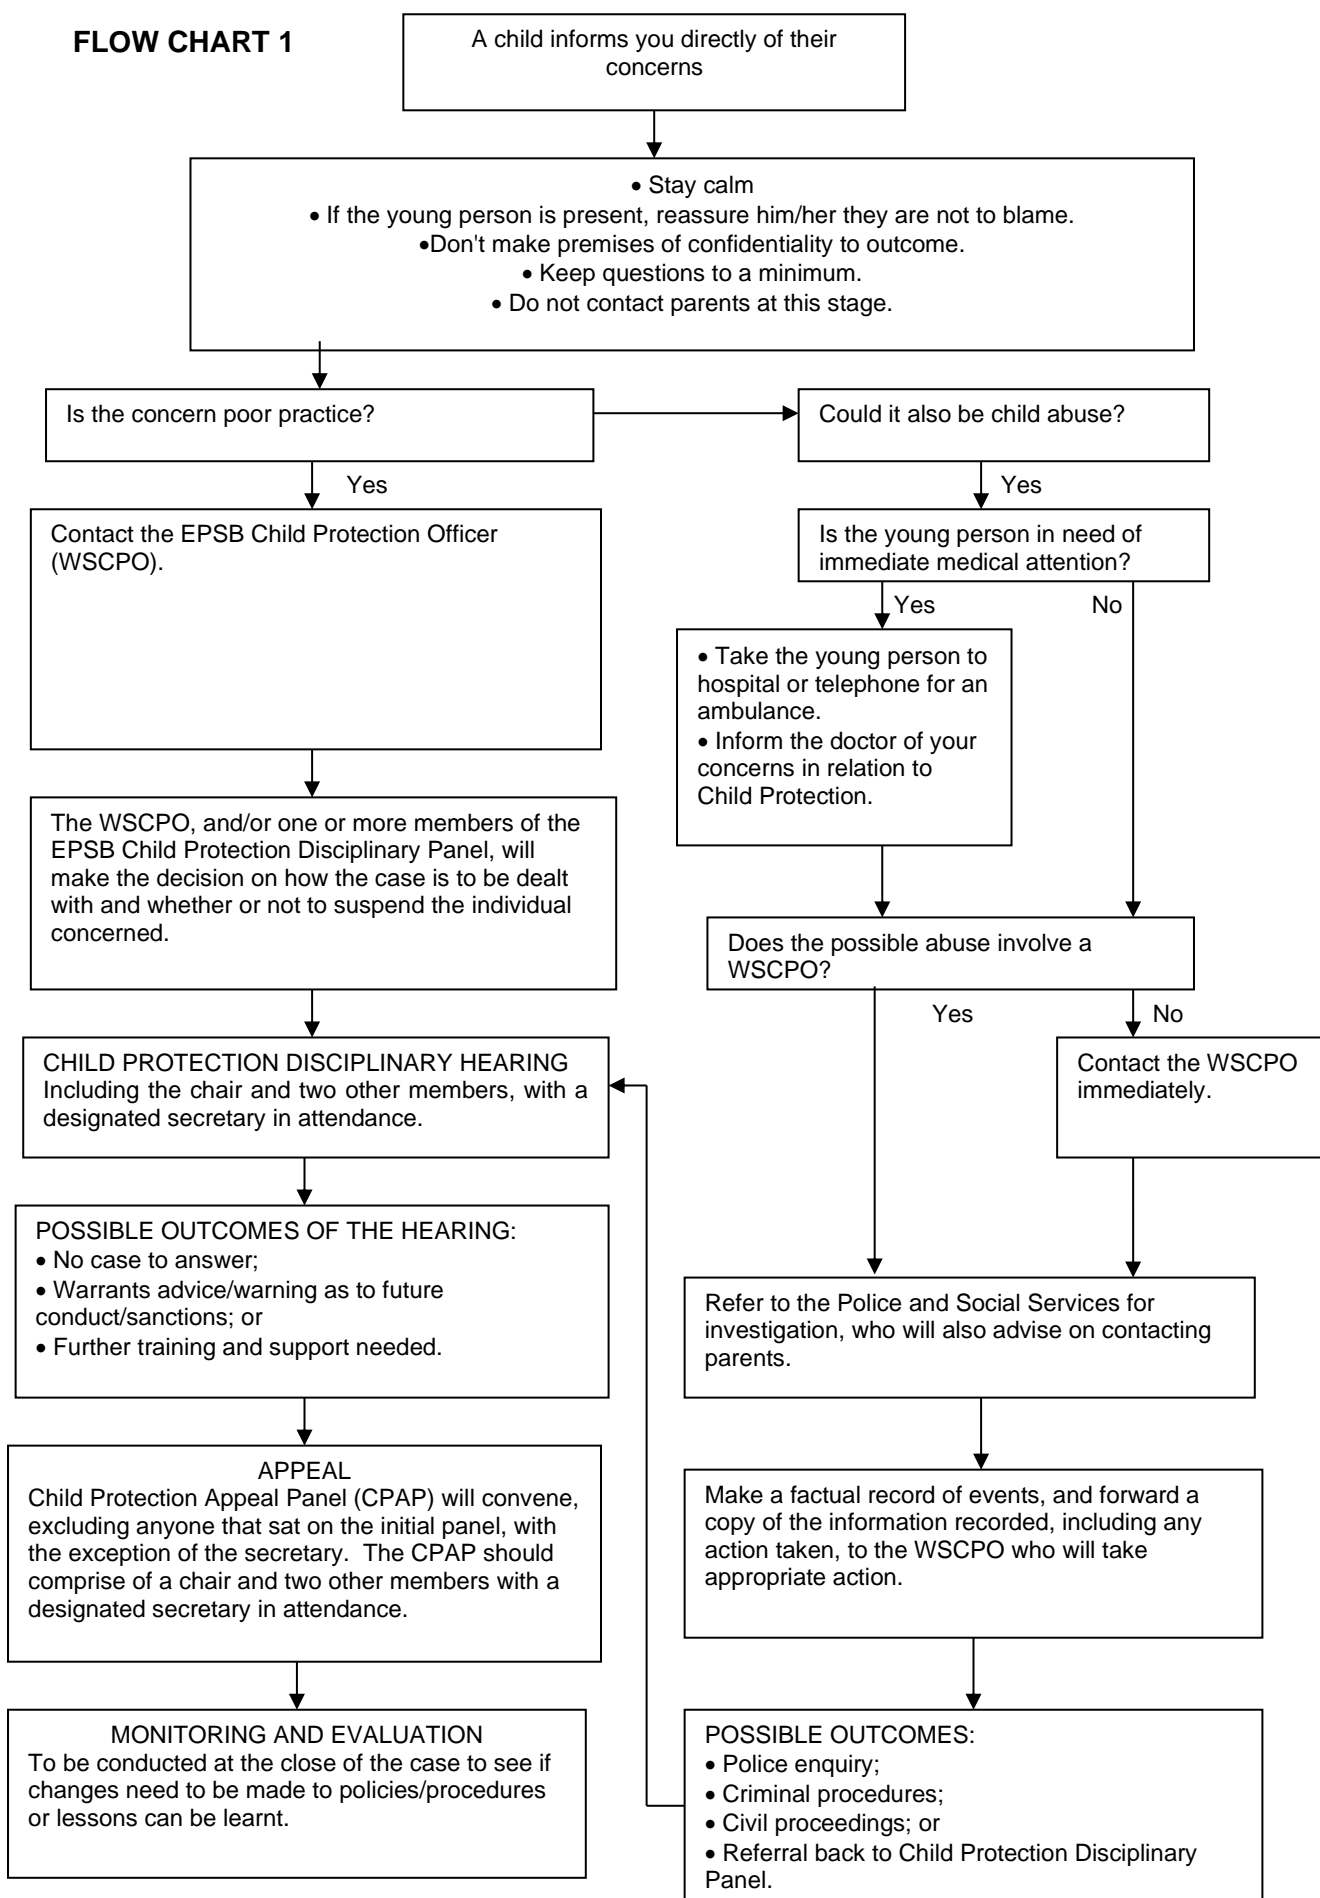 FLOW CHART 1
A child informs you directly of their
concerns
• Stay calm
• If the young person is present, reassure him/her they are not to blame.
•Don't make premises of confidentiality to outcome.
• Keep questions to a minimum.
• Do not contact parents at this stage.
Is the concern poor practice?
Could it also be child abuse?
Yes
Yes
Contact the EPSB Child Protection Officer
(WSCPO).
Is the young person in need of
immediate medical attention?
Yes
No
• Take the young person to
hospital or telephone for an
ambulance.
• Inform the doctor of your
concerns in relation to
Child Protection.
The WSCPO, and/or one or more members of the
EPSB Child Protection Disciplinary Panel, will
make the decision on how the case is to be dealt
with and whether or not to suspend the individual
concerned.
Does the possible abuse involve a
WSCPO?
Yes
No
CHILD PROTECTION DISCIPLINARY HEARING
Including the chair and two other members, with a
designated secretary in attendance.
Contact the WSCPO
immediately.
POSSIBLE OUTCOMES OF THE HEARING:
• No case to answer;
• Warrants advice/warning as to future
conduct/sanctions; or
• Further training and support needed.
Refer to the Police and Social Services for
investigation, who will also advise on contacting
parents.
APPEAL
Child Protection Appeal Panel (CPAP) will convene,
excluding anyone that sat on the initial panel, with
the exception of the secretary. The CPAP should
comprise of a chair and two other members with a
designated secretary in attendance.
Make a factual record of events, and forward a
copy of the information recorded, including any
action taken, to the WSCPO who will take
appropriate action.
MONITORING AND EVALUATION
To be conducted at the close of the case to see if
changes need to be made to policies/procedures
or lessons can be learnt.
POSSIBLE OUTCOMES:
• Police enquiry;
• Criminal procedures;
• Civil proceedings; or
• Referral back to Child Protection Disciplinary
Panel.